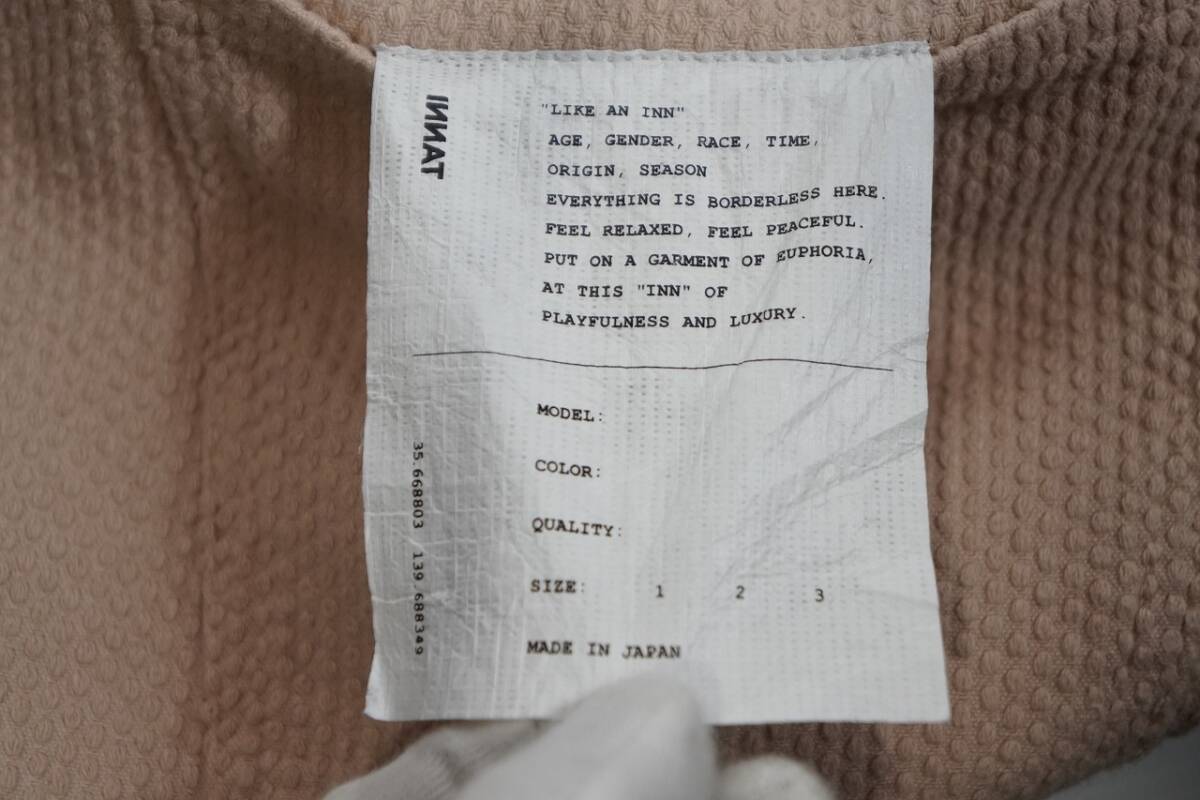 INNAT
"LIKE AN INN"
AGE, GENDER, RACE, TIME,
ORIGIN, SEASON
EVERYTHING IS BORDERLESS HERE.
FEEL RELAXED, FEEL PEACEFUL.
PUT ON A GARMENT OF EUPHORIA,
AT THIS "INN" OF
PLAYFULNESS AND LUXURY.
MODEL:
COLOR:
QUALITY:
SIZE: 1 2 3
MADE IN JAPAN
35.668803 139.688349